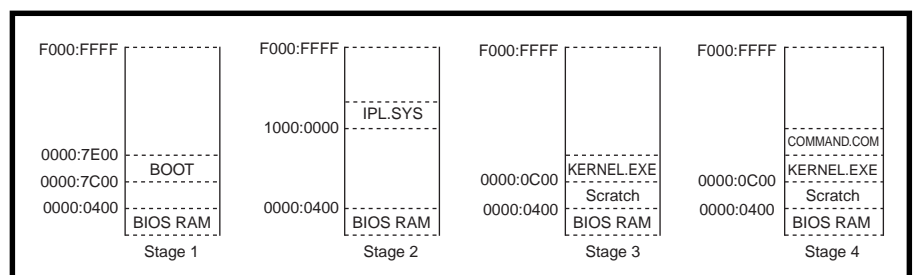 F000:FFFF
0000:7E00
BOOT
0000:7C00
0000:0400
BIOS RAM
Stage 1
F000:FFFF
IPL.SYS
1000:0000
0000:0400
BIOS RAM
Stage 2
F000:FFFF
KERNEL.EXE
0000:0C00
Scratch
0000:0400
BIOS RAM
Stage 3
F000:FFFF
COMMAND.COM
KERNEL.EXE
0000:0C00
Scratch
0000:0400
BIOS RAM
Stage 4